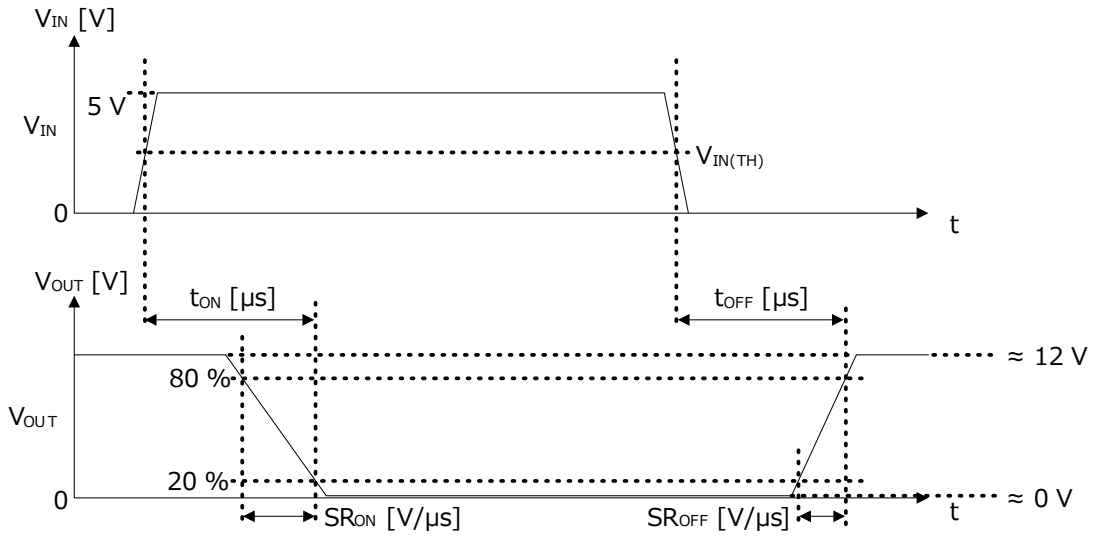 VIN [V]
5 V
VIN
VIN(TH)
0
t
VOUT [V]
tON [µs]
tOFF [µs]
≈ 12 V
80 %
VOUT
20 %
0
≈ 0 V
SRON [V/µs]
SROFF [V/µs]
t